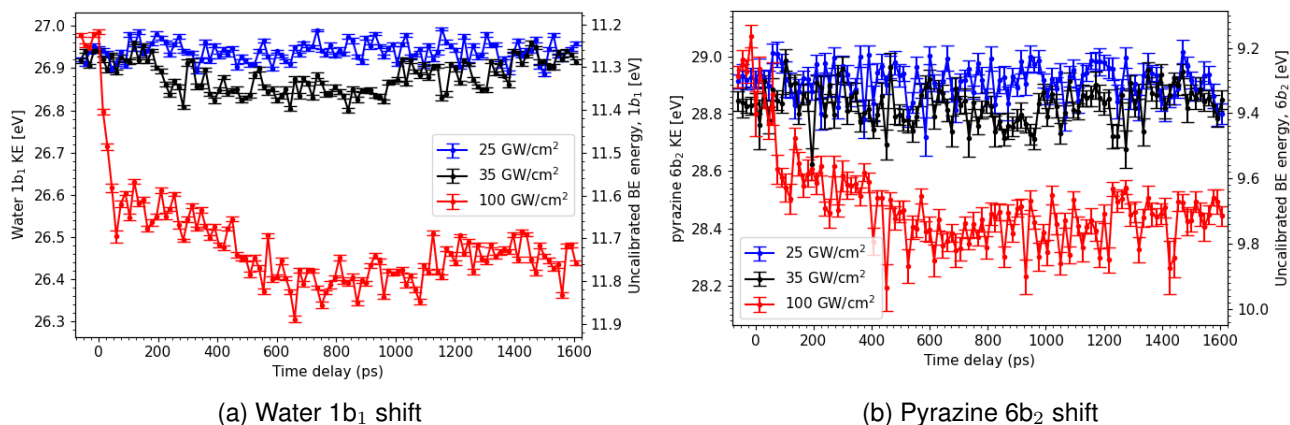 27.0
26.9
26.8
26.7
26.6
26.5
26.4
26.3
Water 1b₁ KE [eV]
25 GW/cm²
35 GW/cm²
100 GW/cm²
11.2
11.3
11.4
11.5
11.6
11.7
11.8
11.9
Uncalibrated BE energy, 1b₁ [eV]
0 200 400 600 800 1000 1200 1400 1600
Time delay (ps)
(a) Water 1b₁ shift
29.0
28.8
28.6
28.4
28.2
pyrazine 6b₂ KE [eV]
25 GW/cm²
35 GW/cm²
100 GW/cm²
9.2
9.4
9.6
9.8
10.0
Uncalibrated BE energy, 6b₂ [eV]
0 200 400 600 800 1000 1200 1400 1600
Time delay (ps)
(b) Pyrazine 6b₂ shift